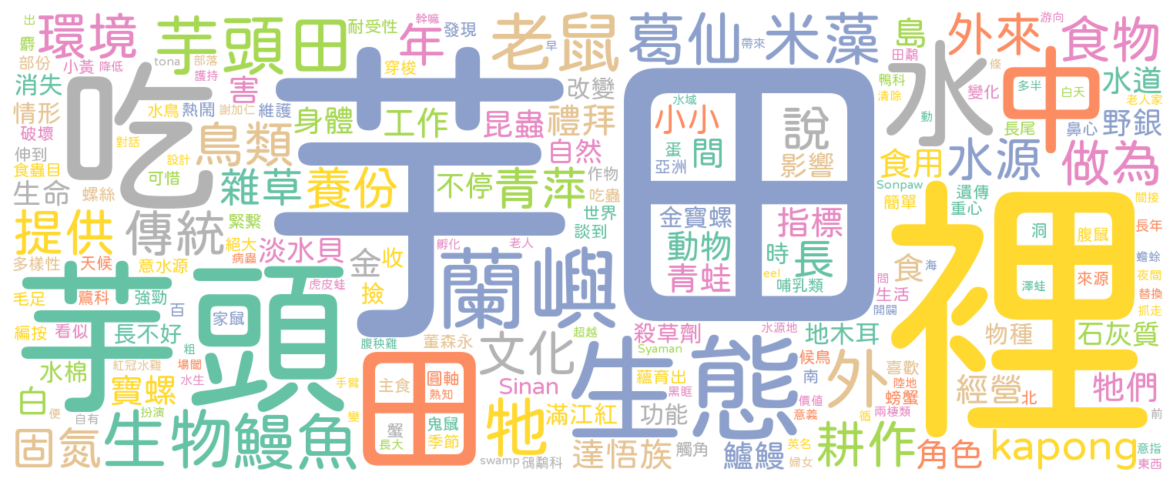 出
麝
部份
環境
小黃
降低
消失
情形
破壞
伸到
食蟲目
生命
可惜
對話
螺絲
設計
吃
芋頭田
tona
部落
護持
水鳥
熱鬧
謝加仁
維護
鳥類
雜草
養份
提供
傳統
緊緊
絕大
病蟲
多樣性
天候
意水源
淡水貝
虎皮蛙
耐受性
年
幹嘛
早
發現
穿梭
害
身體
工作
老鼠
改變
昆蟲
禮拜
自然
不停
青萍
作物
吃蟲
世界
談到
孵化
老人
金
收
撿
芋
田
葛仙
米藻
帶來
水域
小小
間
蛋
亞洲
說
影響
金寶螺
動物
青蛙
指標
時
長
eel
哺乳類
島
田鷸
外來
游向
條
食物
鴨科
清除
變化
動
水
中
多半
白天
水道
老人家
長尾
鼻心
野銀
食用
水源
做為
Sonpaw
簡單
遺傳
重心
間接
裡
洞
腹鼠
長年
澤蛙
來源
蟾蜍
夜間
替換
抓走
食
海
間
生活
開闢
石灰質
物種
地木耳
水源地
殺草劑
蘭嶼
超越
文化
董森永
腹秧雞
芋頭
毛足
鷺科
強勁
百
家鼠
編按
看似
長不好
粗
水棉
紅冠水雞
場闊
水生
寶螺
白
便
自有
扮演
手臂
變
固氮
生物
鰻魚
田
主食
圓軸
熟知
蟹
長大
鬼鼠
季節
Sinan
Syaman
黑眶
牠
滿江紅
swamp
鴴鷸科
達悟族
生態
功能
觸角
蘊育出
鱸鰻
候鳥
價值
意義
英名
婦女
南
外
循
喜歡
陸地
螃蟹
兩棲類
耕作
角色
經營
北
牠們
前
kapong
意指
東西